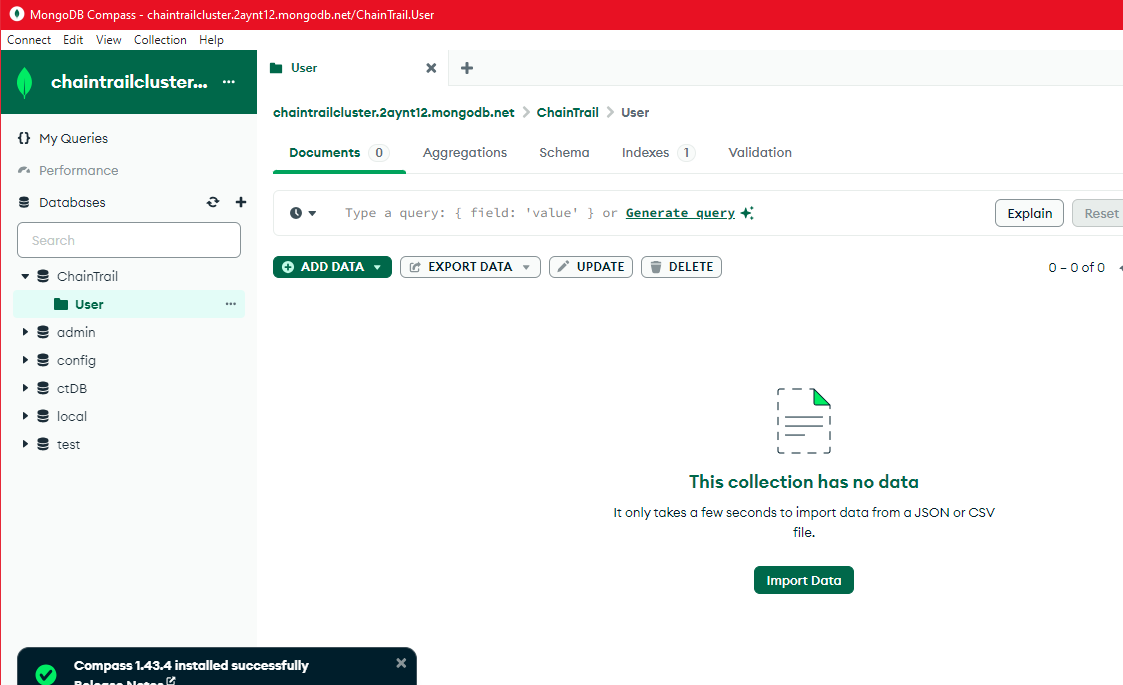 MongoDB Compass - chaintrailcluster.2aynt12.mongodb.net/ChainTrail.User
Connect Edit View Collection Help
chaintrailcluster... ...
User
chaintrailcluster.2aynt12.mongodb.net > ChainTrail > User
{} My Queries
Performance
Databases
Search
ChainTrail
User ...
admin
config
ctDB
local
test
Documents 0 Aggregations Schema Indexes 1 Validation
Type a query: { field: 'value' } or Generate query
Explain Reset
ADD DATA EXPORT DATA UPDATE DELETE
0 – 0 of 0
This collection has no data
It only takes a few seconds to import data from a JSON or CSV
file.
Import Data
Compass 1.43.4 installed successfully
Release Notes